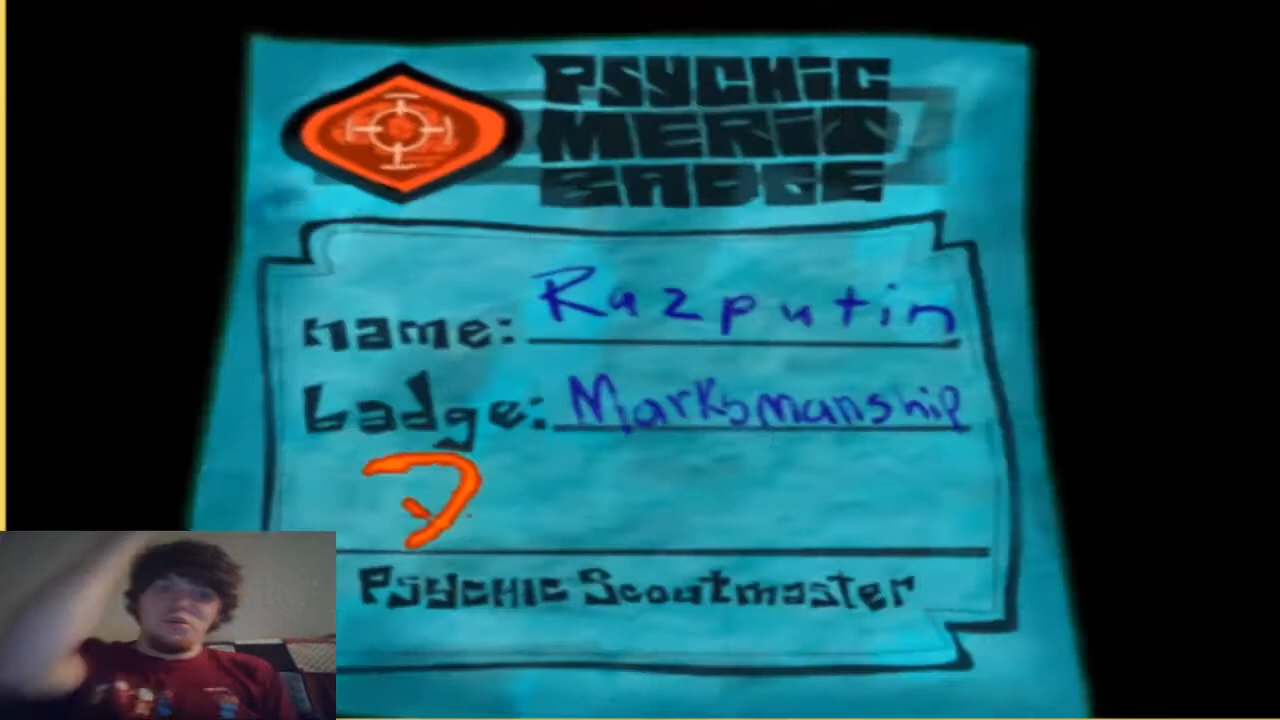 PSYCHIC
MERIT
BADGE
name: Razputin
badge: Marksmanship
Psychic Scoutmaster